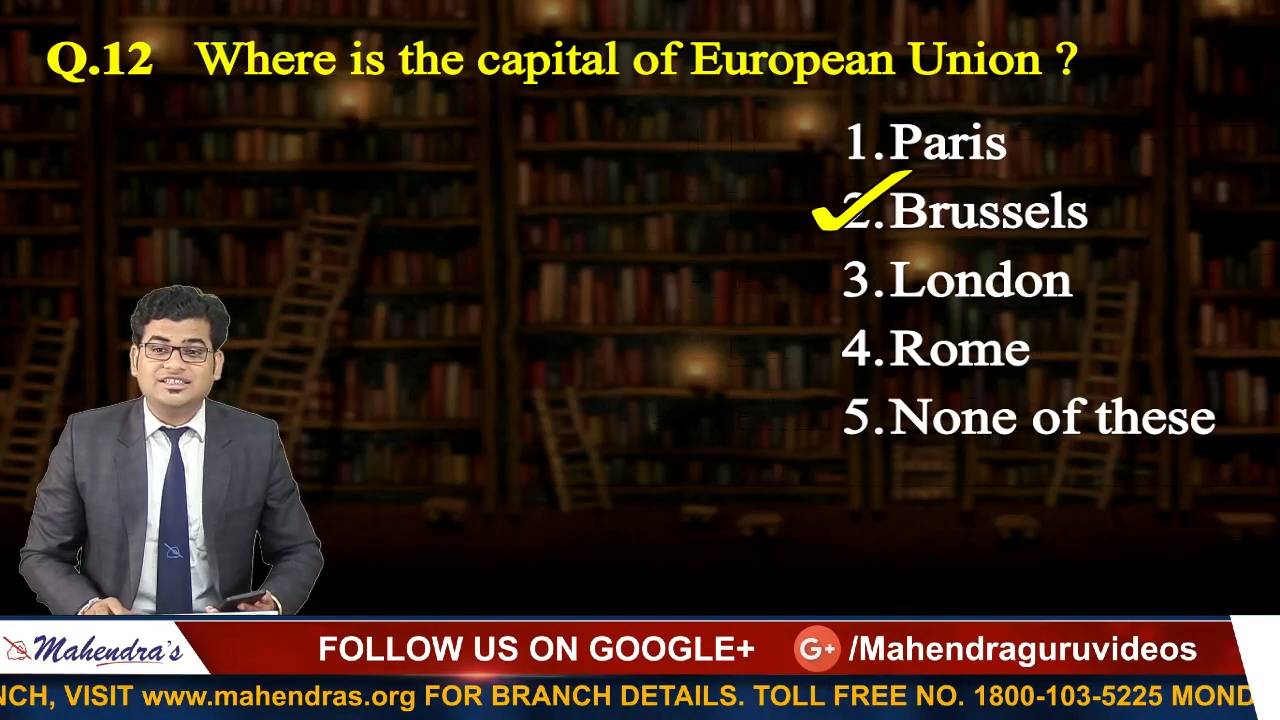 Q.12 Where is the capital of European Union ?
1. Paris
2. Brussels
3. London
4. Rome
5. None of these
Mahendra's FOLLOW US ON GOOGLE+ G+ /Mahendraguruvideos
NCH, VISIT www.mahendras.org FOR BRANCH DETAILS. TOLL FREE NO. 1800-103-5225 MOND